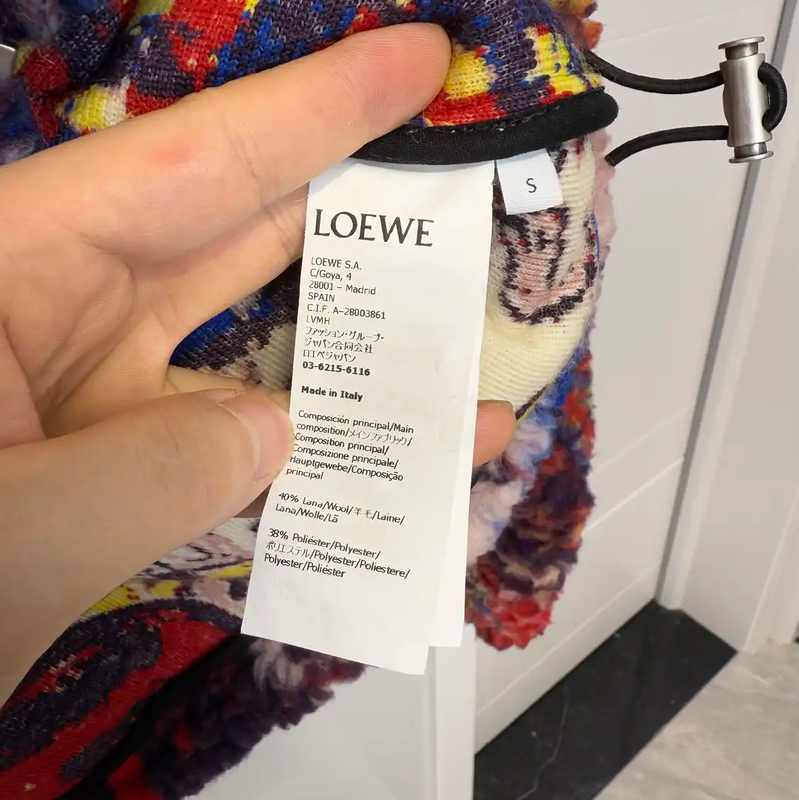 S
LOEWE
LOEWE S.A.
C/Goya, 4
28001 – Madrid
SPAIN
C.I.F. A-28003861
LVMH
ファッション・グループ・
ジャパン合同会社
ロエベジャパン
03-6215-6116
Made in Italy
Composición principal/Main
composition/メインファブリック/
Composition principal/
Composizione principale/
Hauptgewebe/Composição
principal
40% Lana/Wool/羊毛/Laine/
Lana/Wolle/Lã
38% Poliéster/Polyester/
ポリエステル/Polyester/Poliestere/
Polyester/Poliéster